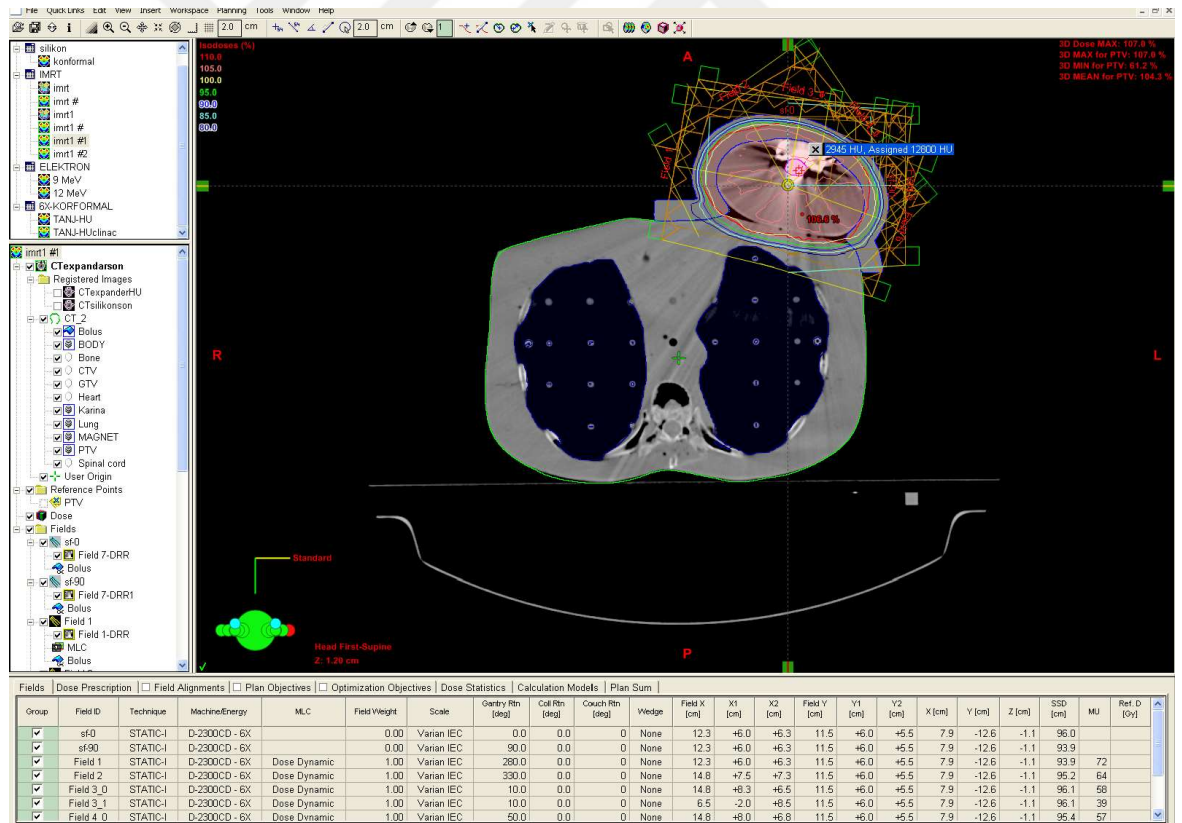 File Quick Links Edit View Insert Workspace Planning Tools Window Help
2.0 cm 2.0 cm 1
silikon
konformal
IMRT
imrt
imrt #
imrt1
imrt1 #
imrt1 #1
imrt1 #2
ELEKTRON
9 MeV
12 MeV
6X-KORFORMAL
TANJ-HU
TANJ-HUclinac
imrt1 #1
CTexpandarson
Registered Images
CTexpanderHU
CTsilikonson
CT_2
Bolus
BODY
Bone
CTV
GTV
Heart
Karina
Lung
MAGNET
PTV
Spinal cord
User Origin
Reference Points
PTV
Dose
Fields
sf-0
Field 7-DRR
Bolus
sf-90
Field 7-DRR1
Bolus
Field 1
Field 1-DRR
MLC
Bolus
Isodoses (%)
110.0
105.0
100.0
95.0
90.0
85.0
80.0
A
3D Dose MAX: 107.0 %
3D MAX for PTV: 107.0 %
3D MIN for PTV: 61.2 %
3D MEAN for PTV: 104.3 %
Field 3_
sf-0
2945 HU, Assigned 12800 HU
R
L
Standard
Head First-Supine
Z: 1.20 cm
P
Fields Dose Prescription Field Alignments Plan Objectives Optimization Objectives Dose Statistics Calculation Models Plan Sum
Group Field ID Technique Machine/Energy MLC Field Weight Scale Gantry Rtn [deg] Coll Rtn [deg] Couch Rtn [deg] Wedge Field X [cm] X1 [cm] X2 [cm] Field Y [cm] Y1 [cm] Y2 [cm] X [cm] Y [cm] Z [cm] SSD [cm] MU Ref. D [Gy]
sf-0 STATIC-I D-2300CD - 6X 0.00 Varian IEC 0.0 0.0 0 None 12.3 +6.0 +6.3 11.5 +6.0 +5.5 7.9 -12.6 -1.1 96.0
sf-90 STATIC-I D-2300CD - 6X 0.00 Varian IEC 90.0 0.0 0 None 12.3 +6.0 +6.3 11.5 +6.0 +5.5 7.9 -12.6 -1.1 93.9
Field 1 STATIC-I D-2300CD - 6X Dose Dynamic 1.00 Varian IEC 280.0 0.0 0 None 12.3 +6.0 +6.3 11.5 +6.0 +5.5 7.9 -12.6 -1.1 93.9 72
Field 2 STATIC-I D-2300CD - 6X Dose Dynamic 1.00 Varian IEC 330.0 0.0 0 None 14.8 +7.5 +7.3 11.5 +6.0 +5.5 7.9 -12.6 -1.1 95.2 64
Field 3_0 STATIC-I D-2300CD - 6X Dose Dynamic 1.00 Varian IEC 10.0 0.0 0 None 14.8 +8.3 +6.5 11.5 +6.0 +5.5 7.9 -12.6 -1.1 96.1 58
Field 3_1 STATIC-I D-2300CD - 6X Dose Dynamic 1.00 Varian IEC 10.0 0.0 0 None 6.5 -2.0 +8.5 11.5 +6.0 +5.5 7.9 -12.6 -1.1 96.1 39
Field 4_0 STATIC-I D-2300CD - 6X Dose Dynamic 1.00 Varian IEC 50.0 0.0 0 None 14.8 +8.0 +6.8 11.5 +6.0 +5.5 7.9 -12.6 -1.1 95.4 57